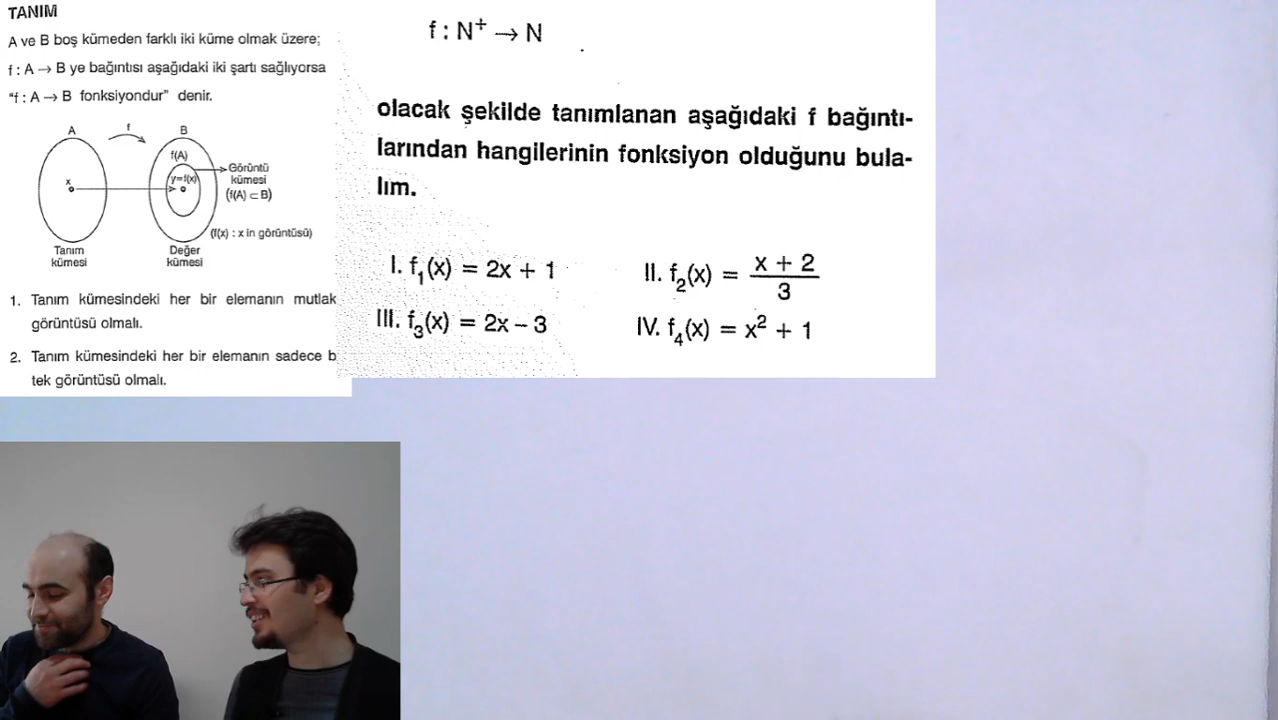 TANIM
A ve B boş kümeden farklı iki küme olmak üzere;
f : A → B ye bağıntısı aşağıdaki iki şartı sağlıyorsa
“f : A → B fonksiyondur” denir.
A f B
f(A)
x y=f(x)
Görüntü
kümesi
(f(A) ⊂ B)
(f(x) : x in görüntüsü)
Tanım
kümesi
Değer
kümesi
1. Tanım kümesindeki her bir elemanın mutlak
görüntüsü olmalı.
2. Tanım kümesindeki her bir elemanın sadece b
tek görüntüsü olmalı.
f : N⁺ → N
olacak şekilde tanımlanan aşağıdaki f bağıntı-
larından hangilerinin fonksiyon olduğunu bula-
lım.
I. f₁(x) = 2x + 1
II. f₂(x) = (x + 2)/3
III. f₃(x) = 2x – 3
IV. f₄(x) = x² + 1